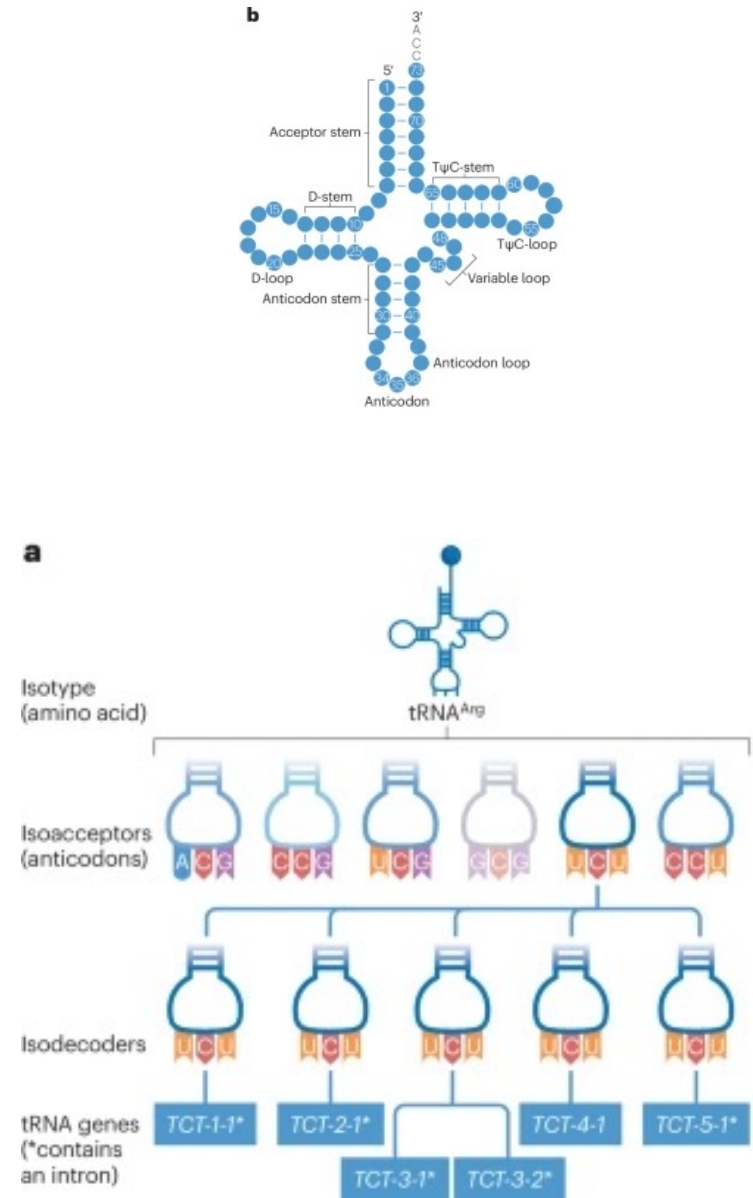 b
3'
A
C
C
5'
73
1
Acceptor stem
70
TψC-stem
D-stem
65
60
15
10
55
TψC-loop
20
25
49
45
Variable loop
D-loop
Anticodon stem
30
40
Anticodon loop
34
35
36
Anticodon
a
Isotype
(amino acid)
tRNAArg
Isoacceptors
(anticodons)
A C G
C C G
U C G
G C G
U C U
C C U
Isodecoders
U C U
U C U
U C U
U C U
U C U
tRNA genes
(*contains
an intron)
TCT-1-1*
TCT-2-1*
TCT-4-1
TCT-5-1*
TCT-3-1*
TCT-3-2*